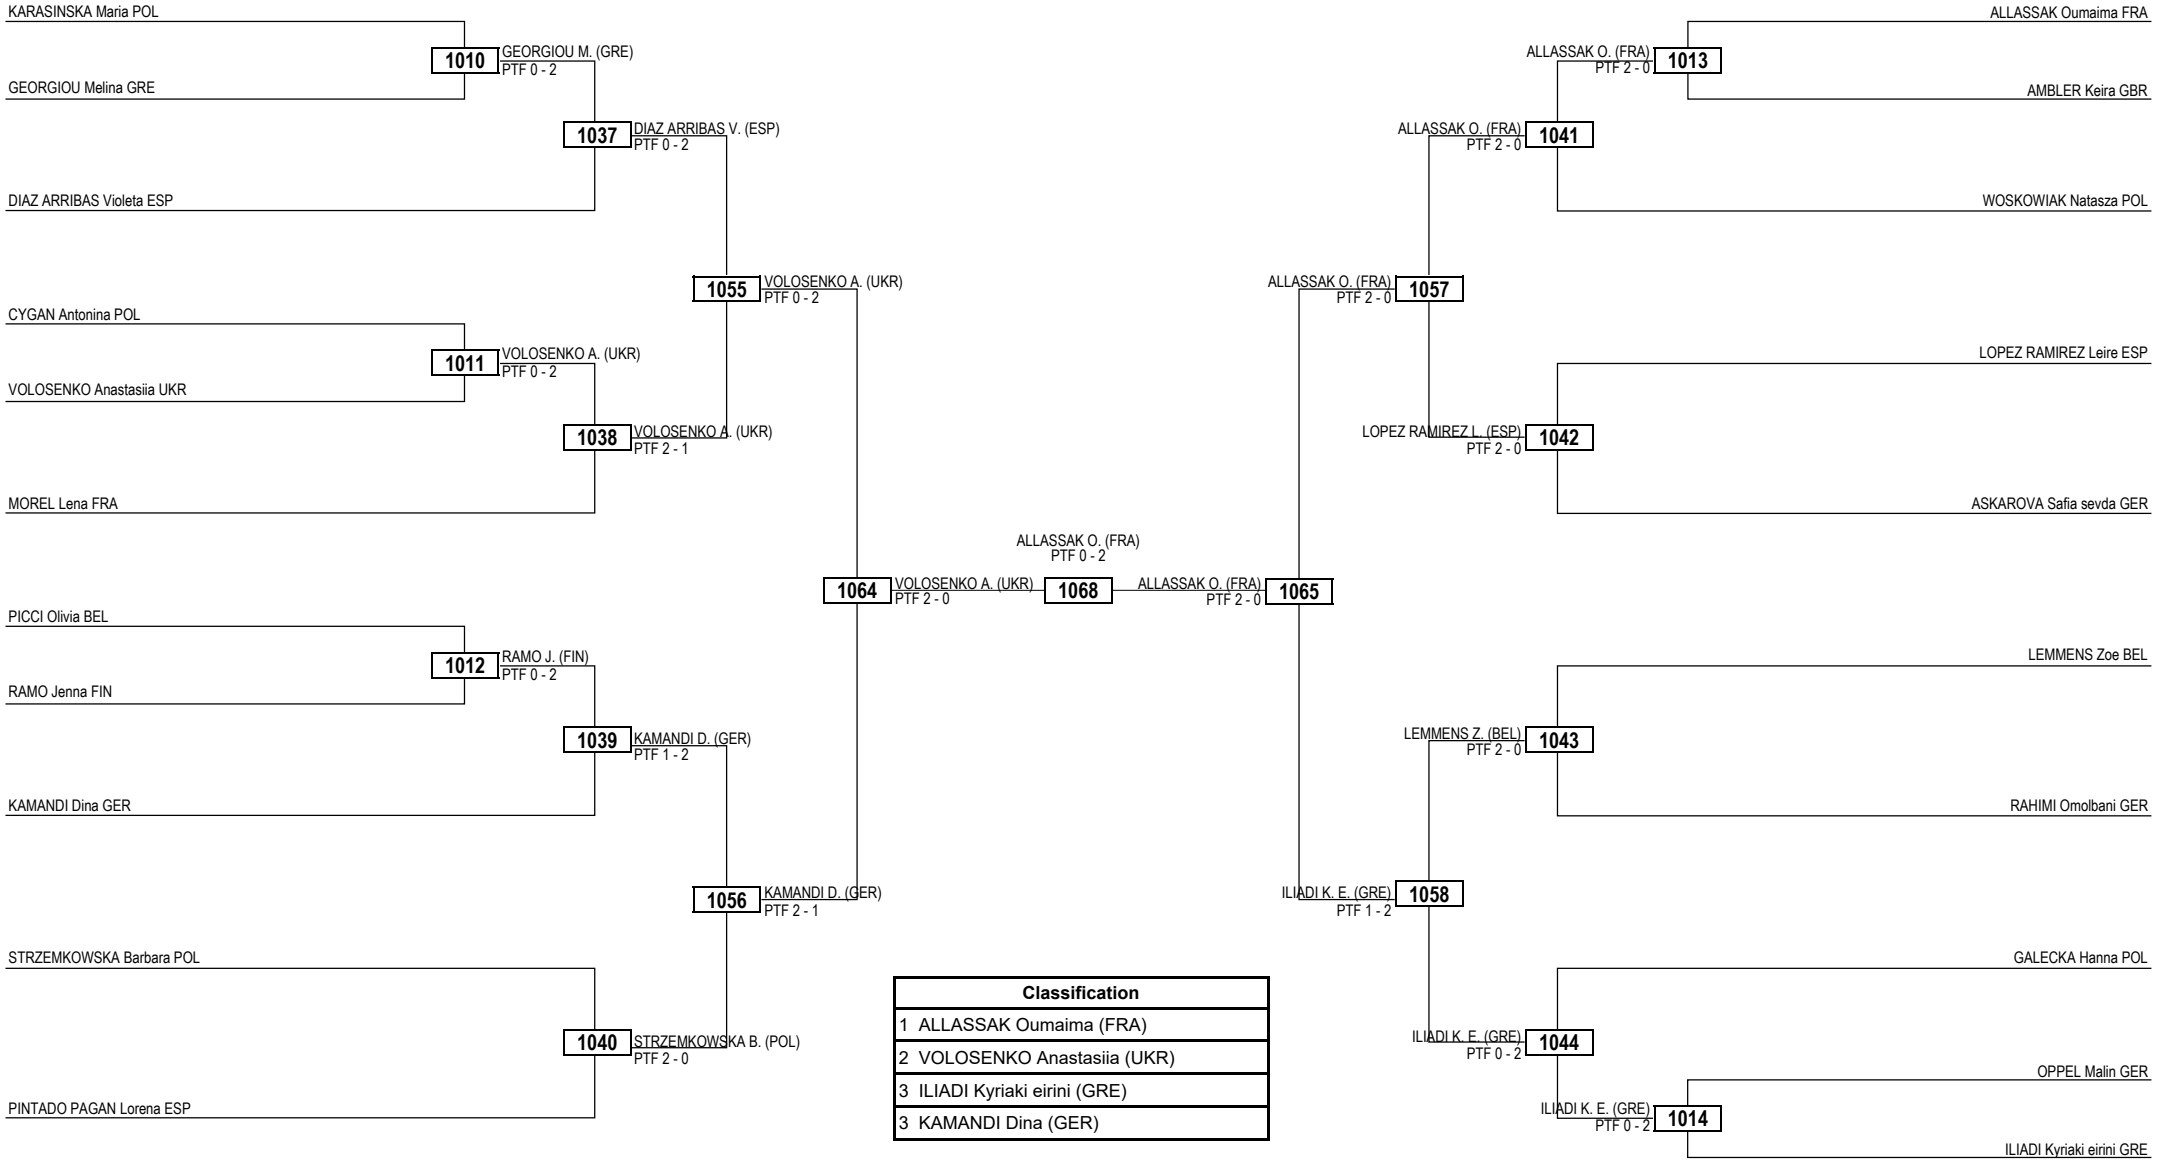 KARASINSKA Maria POL
1010
GEORGIOU M. (GRE)
PTF 0 - 2
GEORGIOU Melina GRE
1037
DIAZ ARRIBAS V. (ESP)
PTF 0 - 2
DIAZ ARRIBAS Violeta ESP
1055
VOLOSENKO A. (UKR)
PTF 0 - 2
CYGAN Antonina POL
1011
VOLOSENKO A. (UKR)
PTF 0 - 2
VOLOSENKO Anastasiia UKR
1038
VOLOSENKO A. (UKR)
PTF 2 - 1
MOREL Lena FRA
1064
VOLOSENKO A. (UKR)
PTF 2 - 0
PICCI Olivia BEL
1012
RAMO J. (FIN)
PTF 0 - 2
RAMO Jenna FIN
1039
KAMANDI D. (GER)
PTF 1 - 2
KAMANDI Dina GER
1056
KAMANDI D. (GER)
PTF 2 - 1
STRZEMKOWSKA Barbara POL
1040
STRZEMKOWSKA B. (POL)
PTF 2 - 0
PINTADO PAGAN Lorena ESP
ALLASSAK O. (FRA)
PTF 0 - 2
1068
ALLASSAK Oumaima FRA
ALLASSAK O. (FRA)
PTF 2 - 0
1013
AMBLER Keira GBR
ALLASSAK O. (FRA)
PTF 2 - 0
1041
WOSKOWIAK Natasza POL
ALLASSAK O. (FRA)
PTF 2 - 0
1057
LOPEZ RAMIREZ Leire ESP
LOPEZ RAMIREZ L. (ESP)
PTF 2 - 0
1042
ASKAROVA Safia sevda GER
ALLASSAK O. (FRA)
PTF 2 - 0
1065
LEMMENS Zoe BEL
LEMMENS Z. (BEL)
PTF 2 - 0
1043
RAHIMI Omolbani GER
ILIADI K. E. (GRE)
PTF 1 - 2
1058
GALECKA Hanna POL
ILIADI K. E. (GRE)
PTF 0 - 2
1044
OPPEL Malin GER
ILIADI K. E. (GRE)
PTF 0 - 2
1014
ILIADI Kyriaki eirini GRE
Classification
1 ALLASSAK Oumaima (FRA)
2 VOLOSENKO Anastasiia (UKR)
3 ILIADI Kyriaki eirini (GRE)
3 KAMANDI Dina (GER)